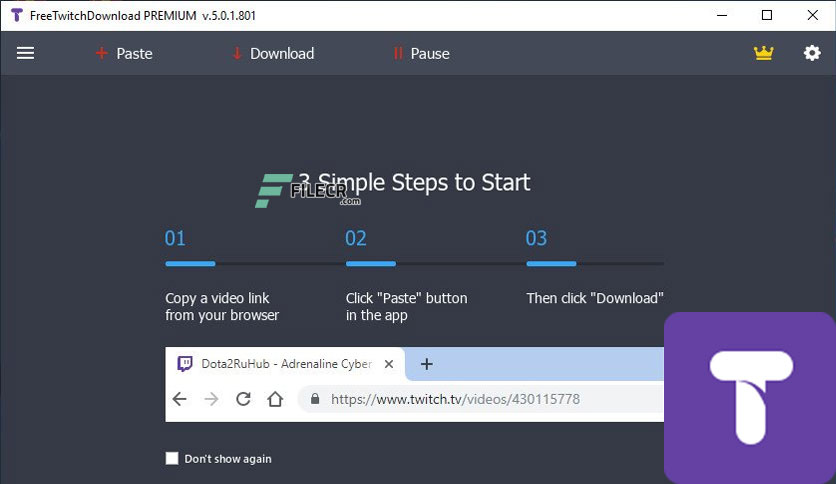 FreeTwitchDownload PREMIUM v.5.0.1.801
Paste Download Pause
3 Simple Steps to Start
FILECR
.com
01 02 03
Copy a video link Click "Paste" button Then click "Download"
from your browser in the app
Dota2RuHub - Adrenaline Cyber
https://www.twitch.tv/videos/430115778
Don't show again